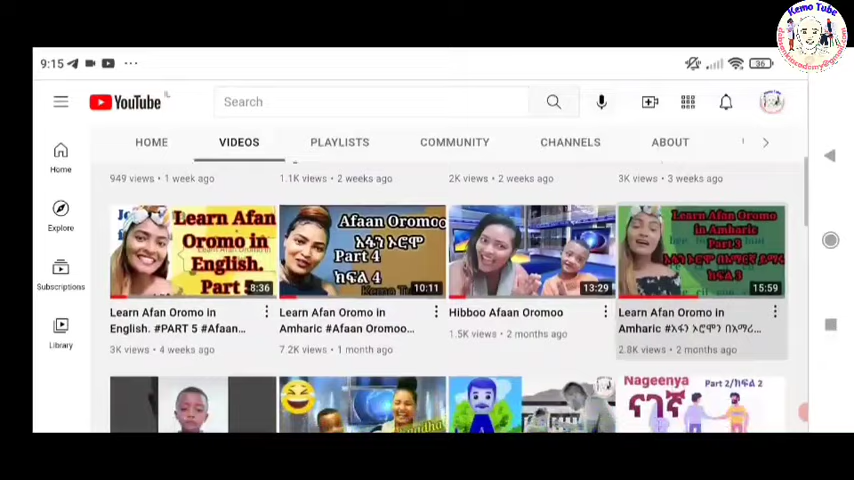 Kemo Tube
9:15
36
YouTube
Search
HOME
VIDEOS
PLAYLISTS
COMMUNITY
CHANNELS
ABOUT
Home
Explore
Subscriptions
Library
949 views • 1 week ago
1.1K views • 2 weeks ago
2K views • 2 weeks ago
3K views • 3 weeks ago
Learn Afan
Oromo in
English.
Part
8:36
Afaan Oromoo
አፋን ኦሮሞ
Part 4
ክፍል 4
10:11
13:29
Learn Afan Oromo
in Amharic
Part 3
ክፍል 3
15:59
Learn Afan Oromo in
English. #PART 5 #Afaan...
3K views • 4 weeks ago
Learn Afan Oromo in
Amharic #Afaan Oromoo...
7.2K views • 1 month ago
Hibboo Afaan Oromoo
1.5K views • 2 months ago
Learn Afan Oromo in
Amharic #አፋን ኦሮሞን በአማሪ...
2.8K views • 2 months ago
Nageenya
Part 2/ክፍል 2
ናገኛ